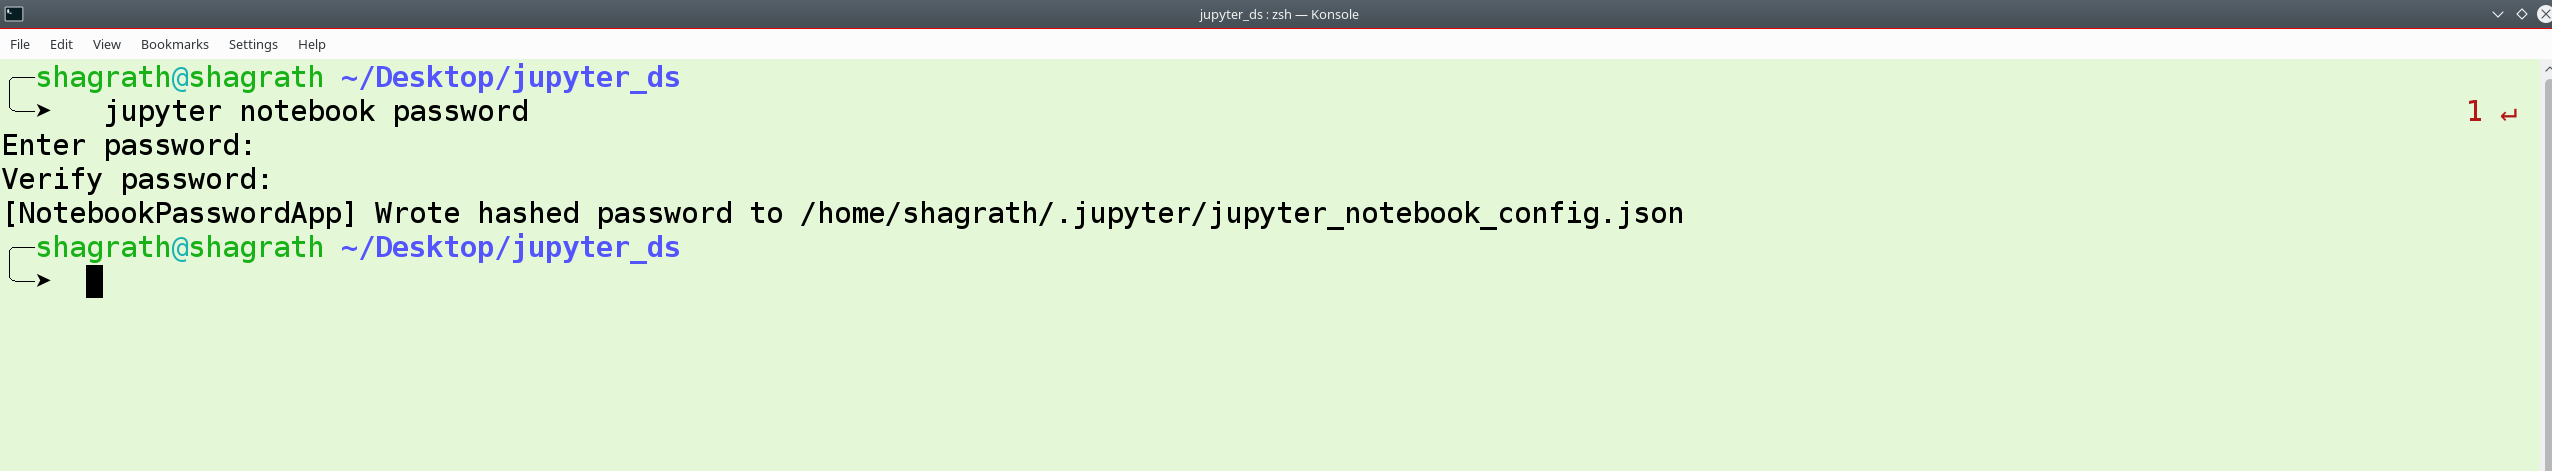 jupyter_ds : zsh — Konsole
File Edit View Bookmarks Settings Help
shagrath@shagrath ~/Desktop/jupyter_ds
➤ jupyter notebook password 1 ↵
Enter password:
Verify password:
[NotebookPasswordApp] Wrote hashed password to /home/shagrath/.jupyter/jupyter_notebook_config.json
shagrath@shagrath ~/Desktop/jupyter_ds
➤